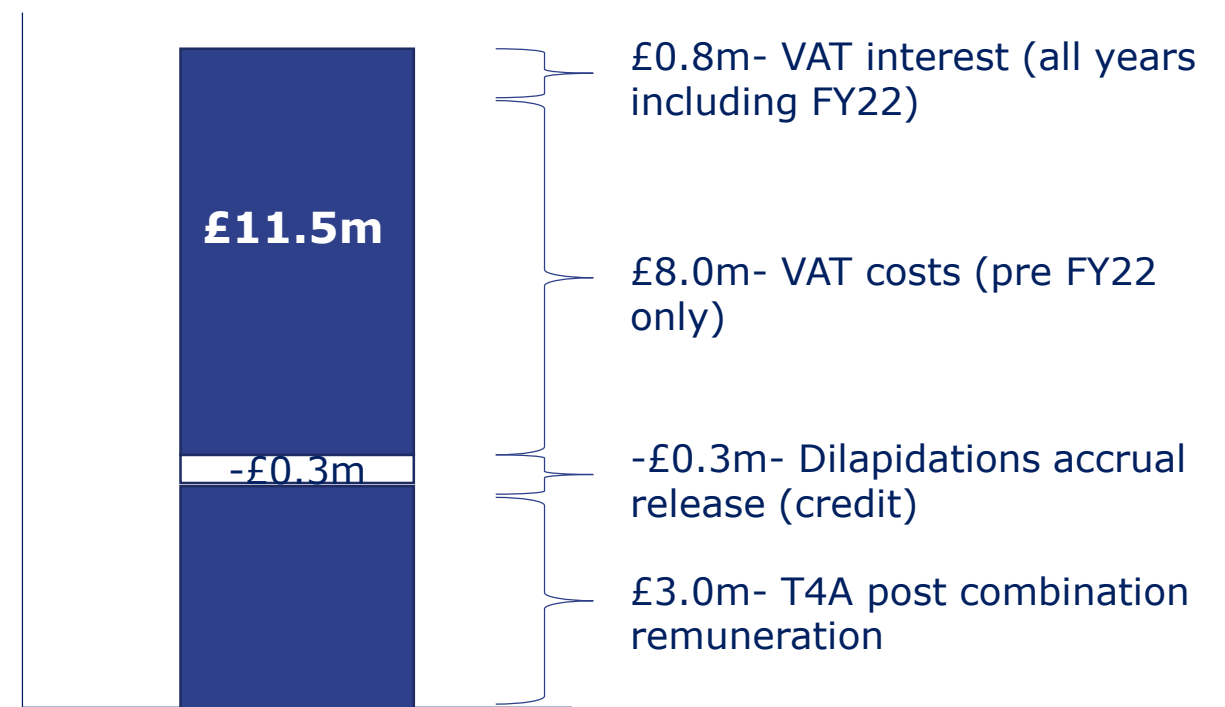 £0.8m- VAT interest (all years
including FY22)
£11.5m
£8.0m- VAT costs (pre FY22
only)
-£0.3m
-£0.3m- Dilapidations accrual
release (credit)
£3.0m- T4A post combination
remuneration